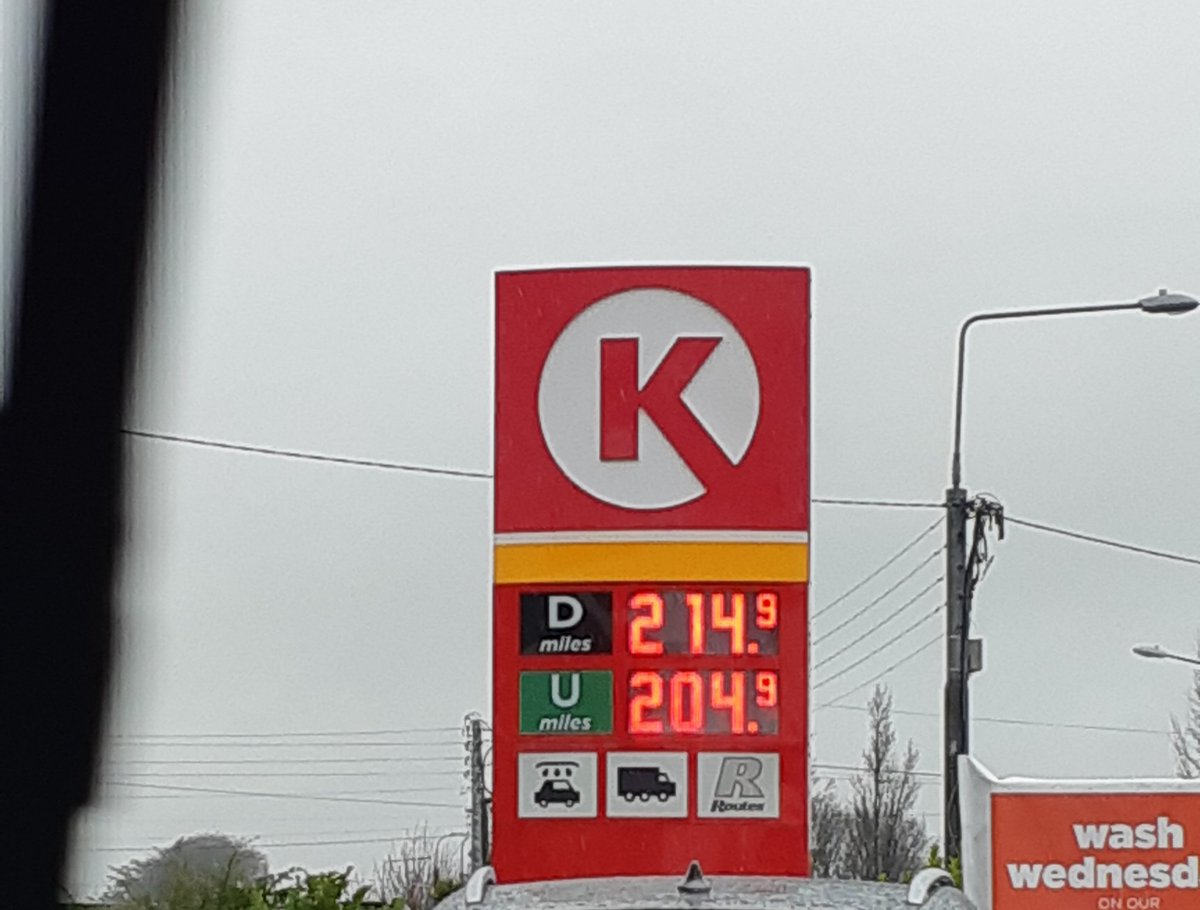 K
D
miles
214.9
U
miles
204.9
R
Routes
wash
wednesd
ON OUR